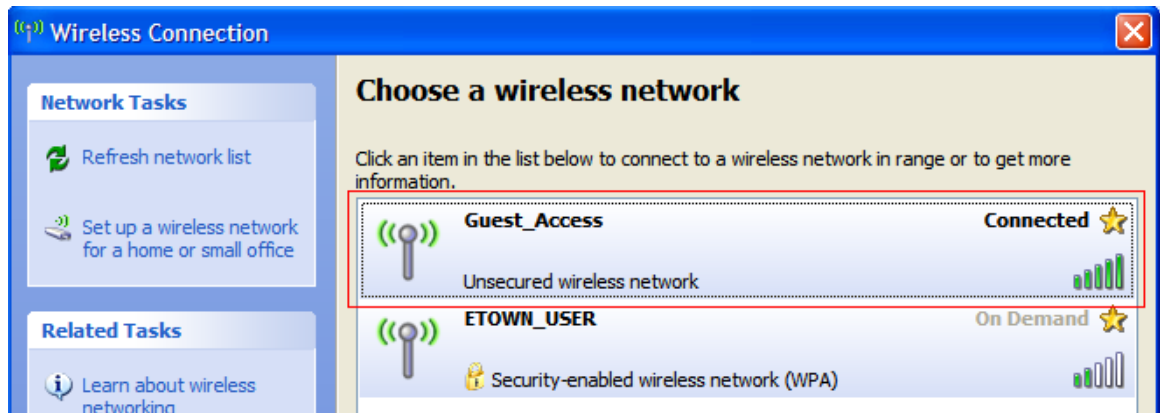 Wireless Connection
Network Tasks
Refresh network list
Set up a wireless network
for a home or small office
Related Tasks
Learn about wireless
networking
Choose a wireless network
Click an item in the list below to connect to a wireless network in range or to get more
information.
Guest_Access Connected
Unsecured wireless network
ETOWN_USER On Demand
Security-enabled wireless network (WPA)